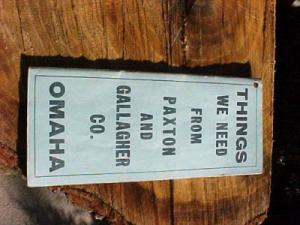 THINGS
WE NEED
FROM
PAXTON
AND
GALLAGHER
CO.
OMAHA